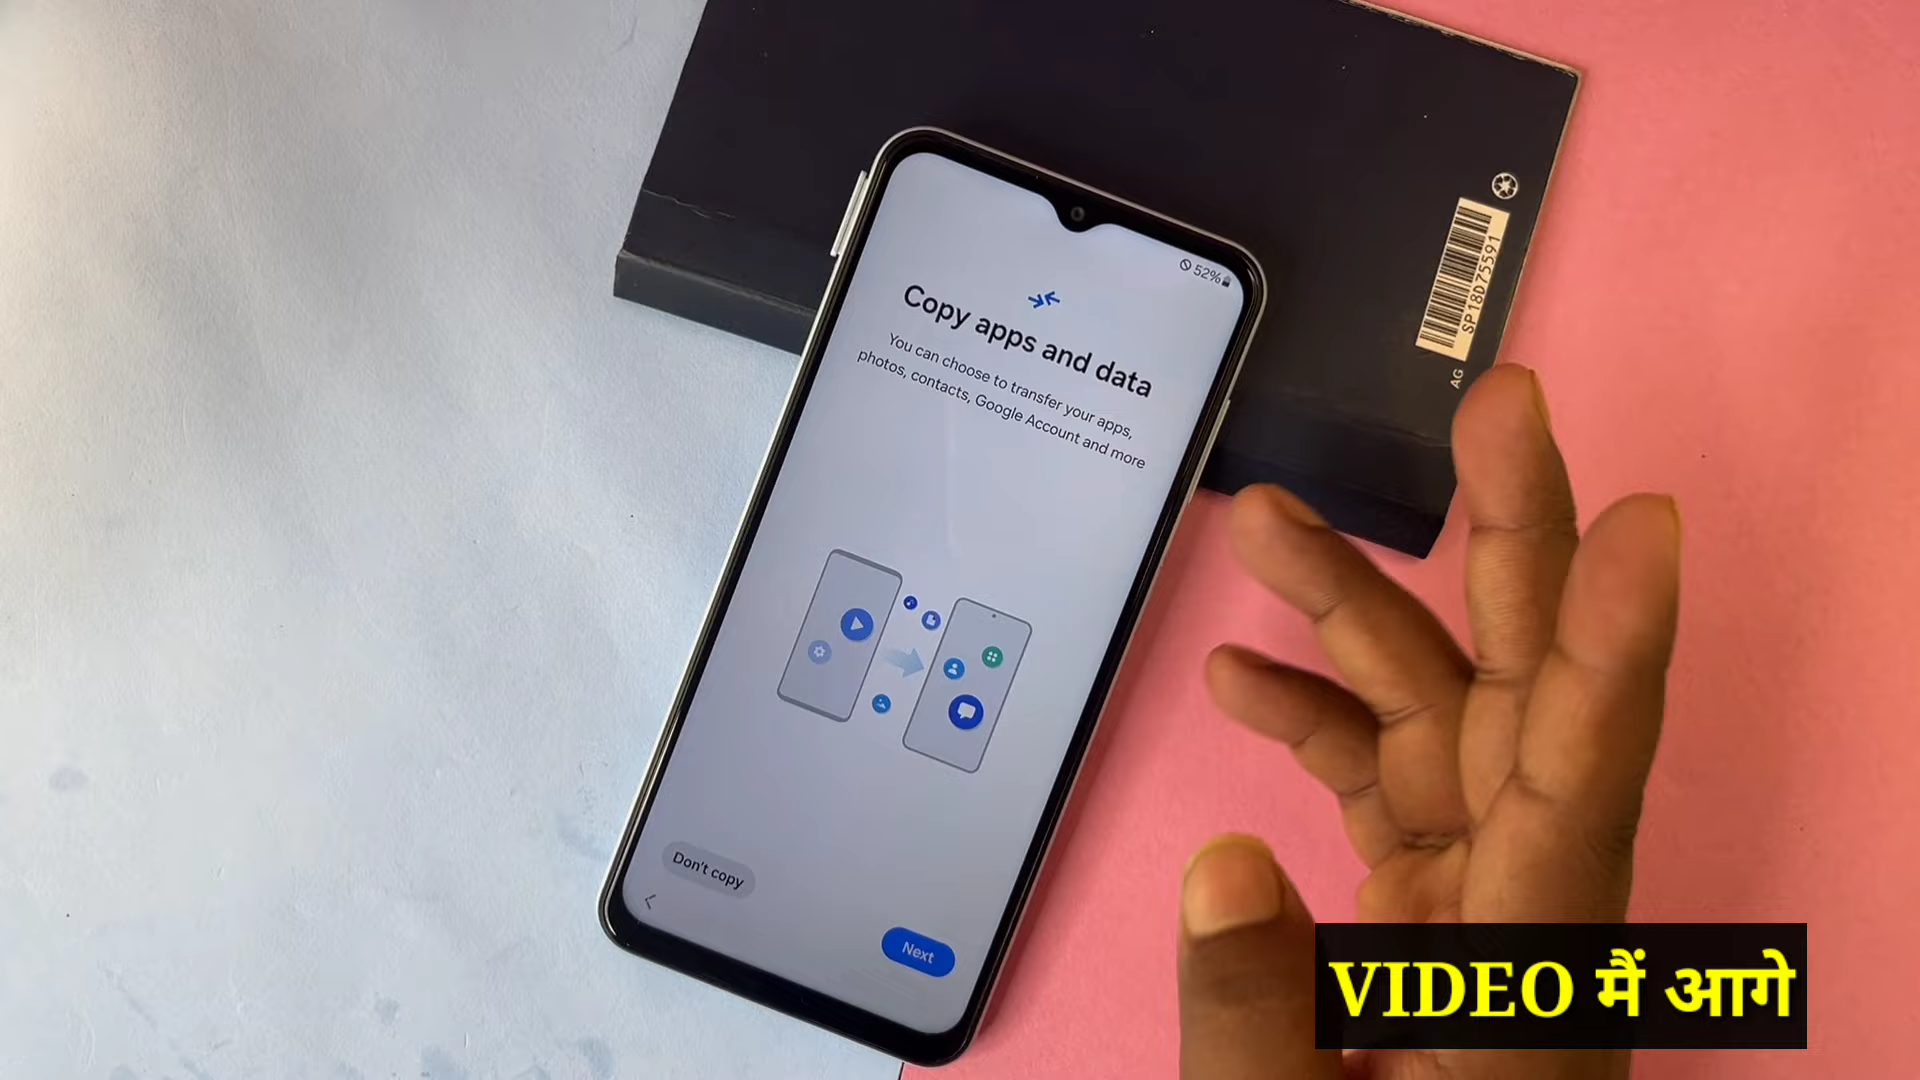 52%
Copy apps and data
You can choose to transfer your apps,
photos, contacts, Google Account and more
Don't copy
Next
SP18D75591
AG
VIDEO मैं आगे